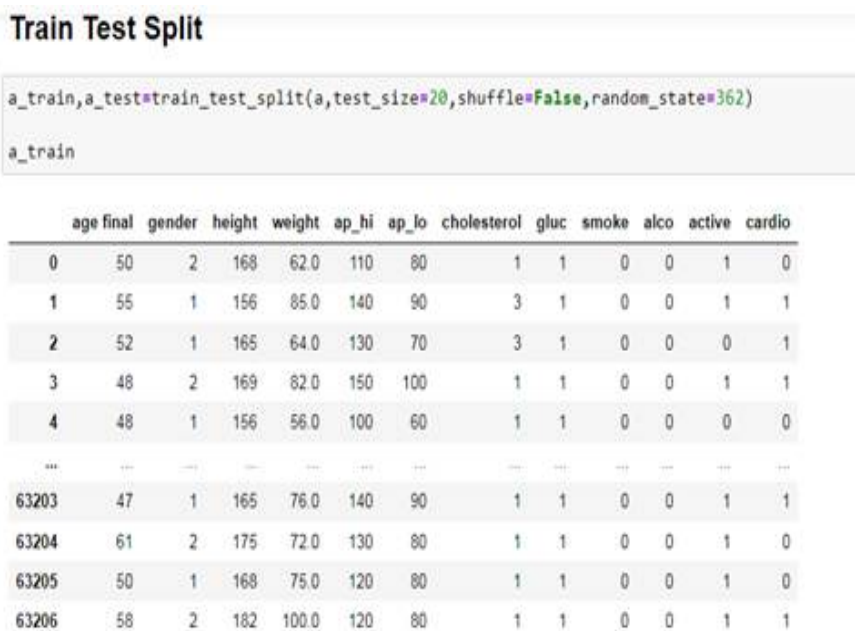 Train Test Split
a_train,a_test=train_test_split(a,test_size=20,shuffle=False,random_state=362)
a_train
age final gender height weight ap_hi ap_lo cholesterol gluc smoke alco active cardio
0 50 2 168 62.0 110 80 1 1 0 0 1 0
1 55 1 156 85.0 140 90 3 1 0 0 1 1
2 52 1 165 64.0 130 70 3 1 0 0 0 1
3 48 2 169 82.0 150 100 1 1 0 0 1 1
4 48 1 156 56.0 100 60 1 1 0 0 0 0
... ... ... ... ... ... ... ... ... ... ... ... ...
63203 47 1 165 76.0 140 90 1 1 0 0 1 1
63204 61 2 175 72.0 130 80 1 1 0 0 1 0
63205 50 1 168 75.0 120 80 1 1 0 0 1 0
63206 58 2 182 100.0 120 80 1 1 0 0 1 1